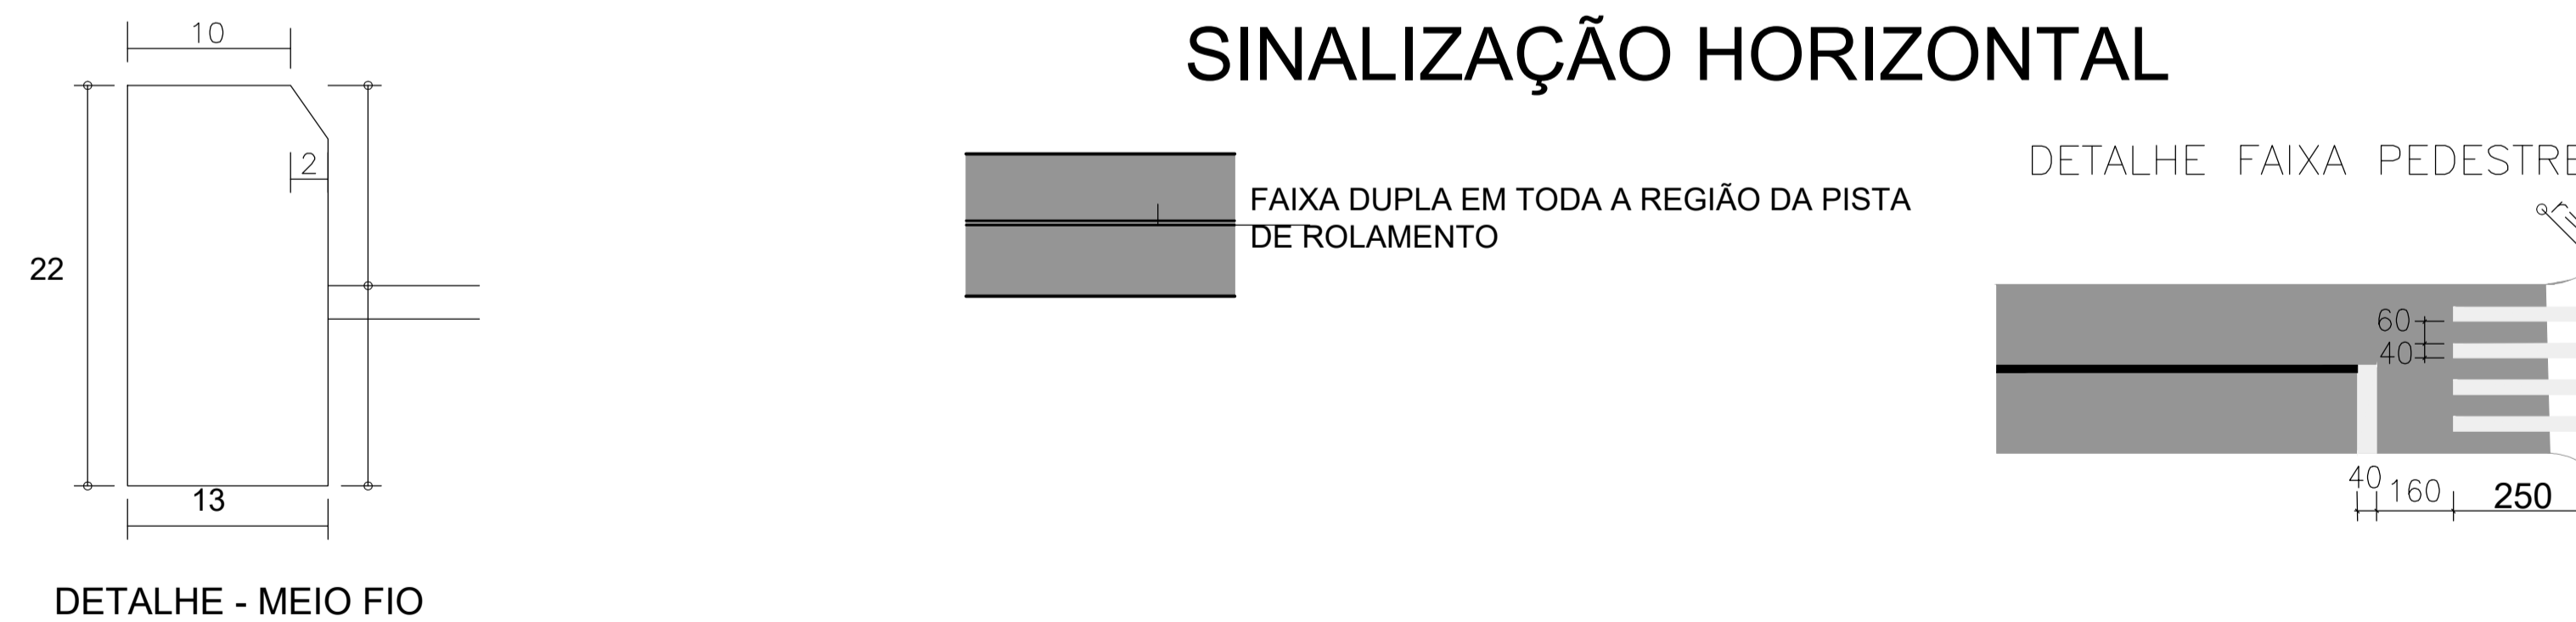 SINALIZAÇÃO HORIZONTAL
10
2
22
13
DETALHE - MEIO FIO
FAIXA DUPLA EM TODA A REGIÃO DA PISTA
DE ROLAMENTO
DETALHE FAIXA PEDESTRE
60
40
40
160
250